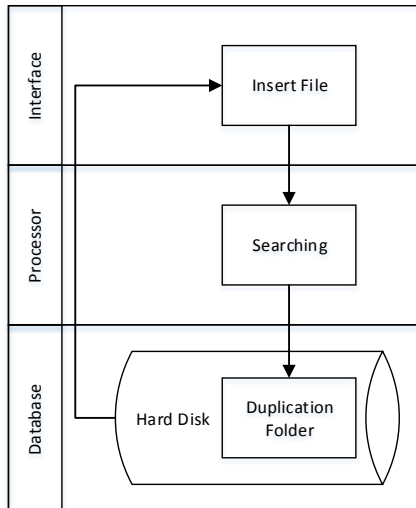 Interface
Insert File
Processor
Searching
Database
Hard Disk
Duplication
Folder